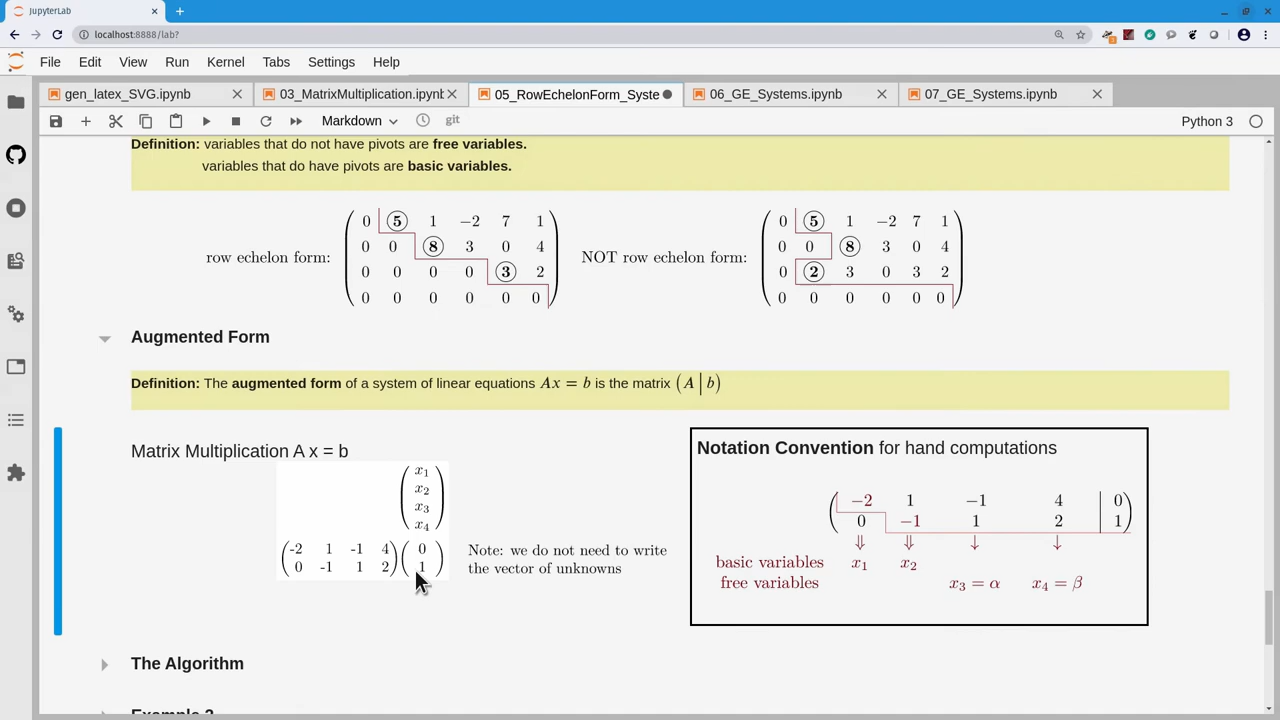 JupyterLab
localhost:8888/lab?
File Edit View Run Kernel Tabs Settings Help
gen_latex_SVG.ipynb 03_MatrixMultiplication.ipynb 05_RowEchelonForm_Syste 06_GE_Systems.ipynb 07_GE_Systems.ipynb
Markdown git Python 3
Definition: variables that do not have pivots are free variables.
variables that do have pivots are basic variables.
row echelon form:
0 5 1 −2 7 1
0 0 8 3 0 4
0 0 0 0 3 2
0 0 0 0 0 0
NOT row echelon form:
0 5 1 −2 7 1
0 0 8 3 0 4
0 2 3 0 3 2
0 0 0 0 0 0
Augmented Form
Definition: The augmented form of a system of linear equations Ax = b is the matrix (A | b)
Matrix Multiplication A x = b
x₁
x₂
x₃
x₄
-2 1 -1 4 0
0 -1 1 2 1
Note: we do not need to write
the vector of unknowns
Notation Convention for hand computations
−2 1 −1 4 | 0
0 −1 1 2 | 1
⇓ ⇓ ↓ ↓
basic variables x₁ x₂
free variables x₃ = α x₄ = β
The Algorithm
Example 2